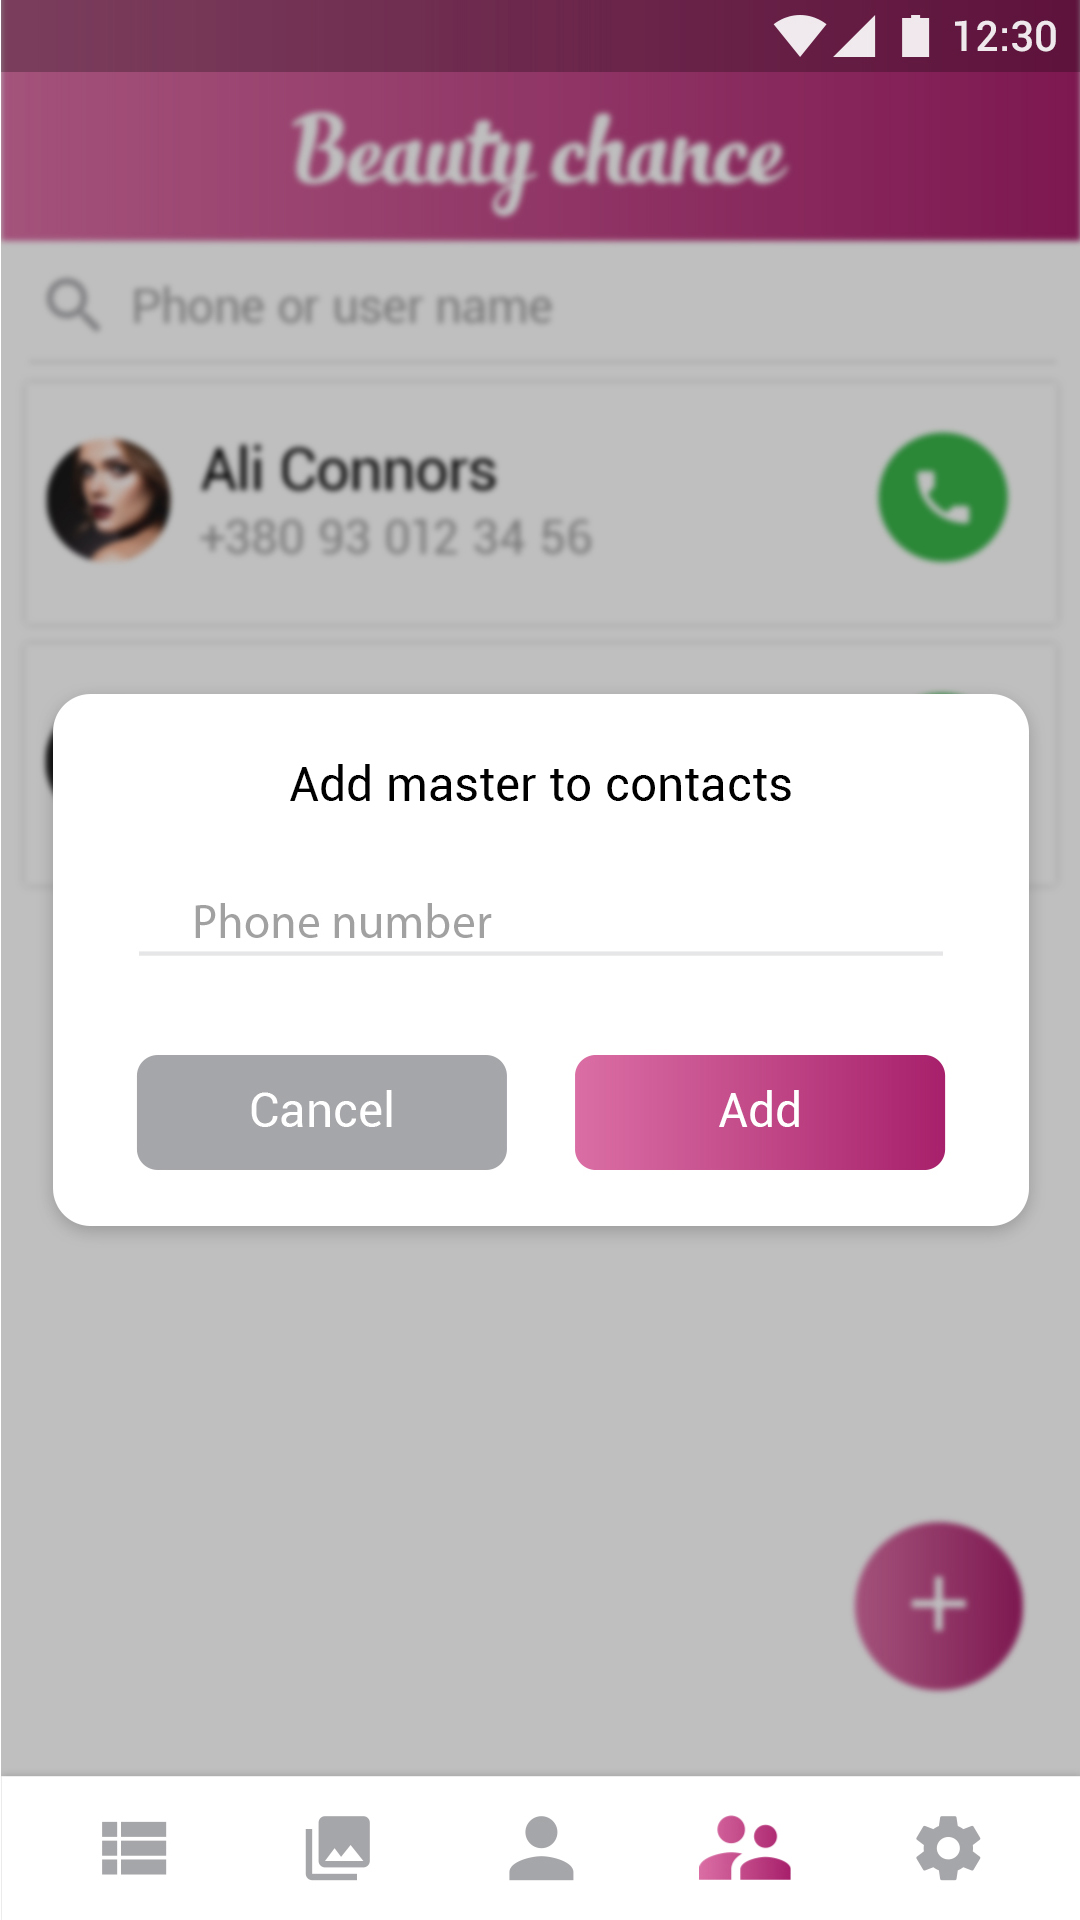 12:30
Beauty chance
Phone or user name
Ali Connors
+380 93 012 34 56
Add master to contacts
Phone number
Cancel
Add